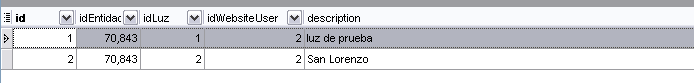 id idEntidac idLuz idWebsiteUser description
1 70,843 1 2 luz de prueba
2 70,843 2 2 San Lorenzo